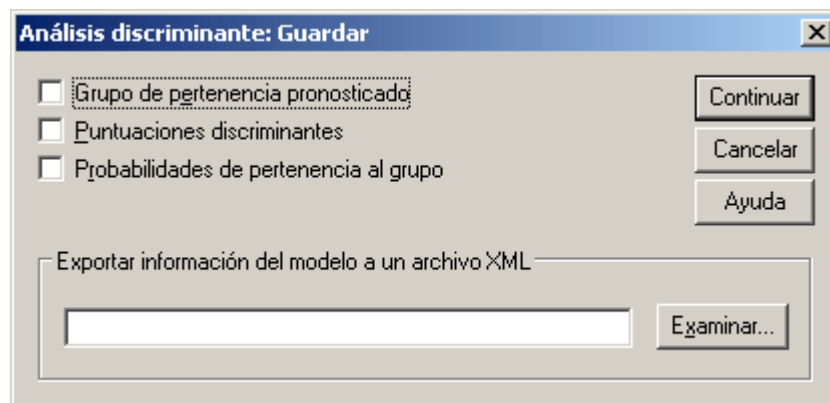 Análisis discriminante: Guardar
Grupo de pertenencia pronosticado
Puntuaciones discriminantes
Probabilidades de pertenencia al grupo
Continuar
Cancelar
Ayuda
Exportar información del modelo a un archivo XML
Examinar...